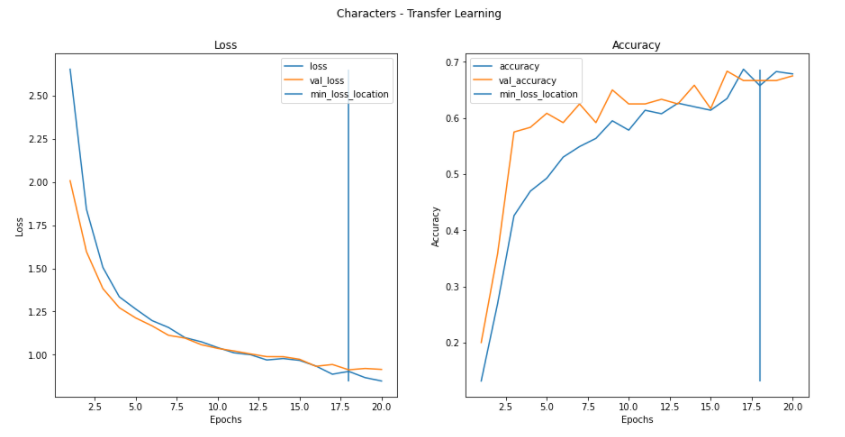 Characters - Transfer Learning
Loss
loss
val_loss
min_loss_location
2.50
2.25
2.00
1.75
1.50
1.25
1.00
Loss
2.5
5.0
7.5
10.0
12.5
15.0
17.5
20.0
Epochs
Accuracy
accuracy
val_accuracy
min_loss_location
0.7
0.6
0.5
0.4
0.3
0.2
Accuracy
2.5
5.0
7.5
10.0
12.5
15.0
17.5
20.0
Epochs